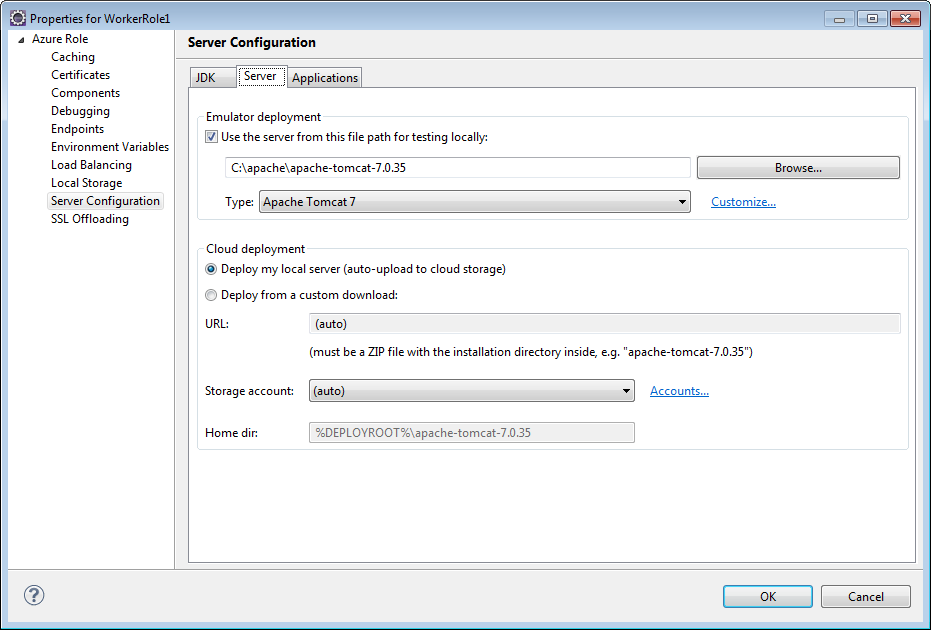 Properties for WorkerRole1
Azure Role
Caching
Certificates
Components
Debugging
Endpoints
Environment Variables
Load Balancing
Local Storage
Server Configuration
SSL Offloading
Server Configuration
JDK Server Applications
Emulator deployment
Use the server from this file path for testing locally:
C:\apache\apache-tomcat-7.0.35 Browse...
Type: Apache Tomcat 7 Customize...
Cloud deployment
Deploy my local server (auto-upload to cloud storage)
Deploy from a custom download:
URL: (auto)
(must be a ZIP file with the installation directory inside, e.g. "apache-tomcat-7.0.35")
Storage account: (auto) Accounts...
Home dir: %DEPLOYROOT%\apache-tomcat-7.0.35
? OK Cancel